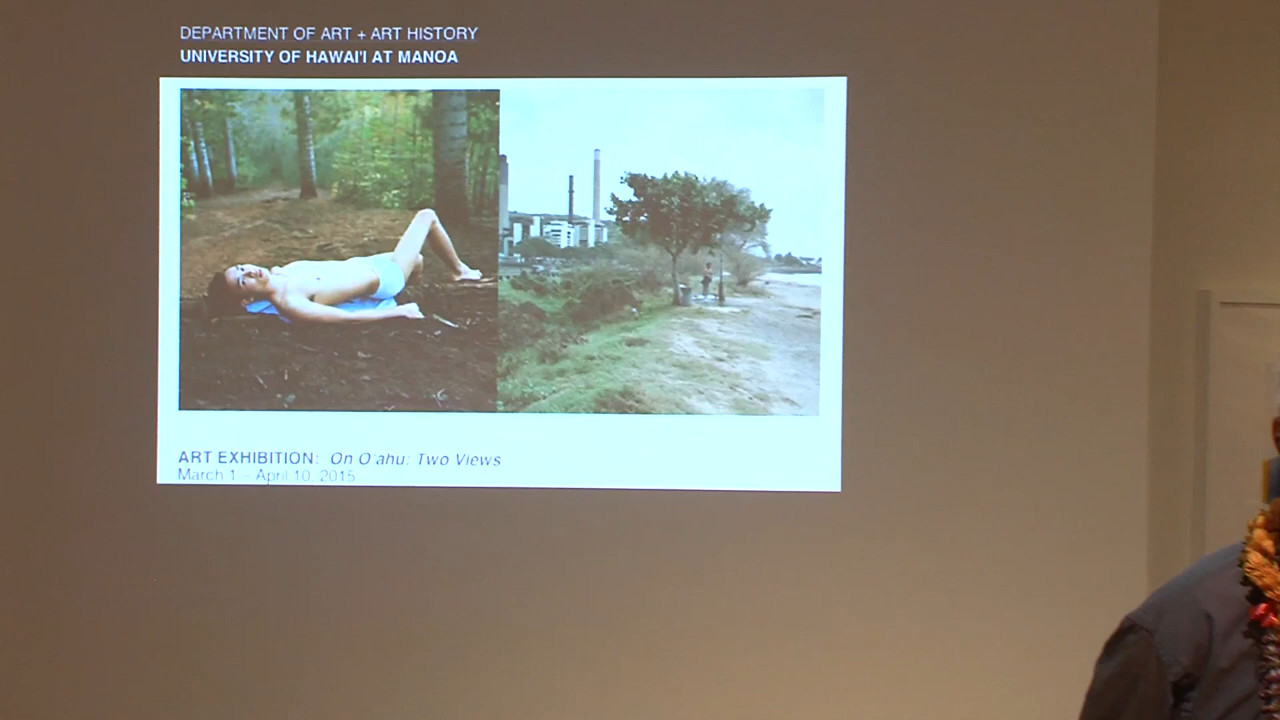 DEPARTMENT OF ART + ART HISTORY
UNIVERSITY OF HAWAI'I AT MANOA
ART EXHIBITION: On O'ahu: Two Views
March 1 – April 10, 2015